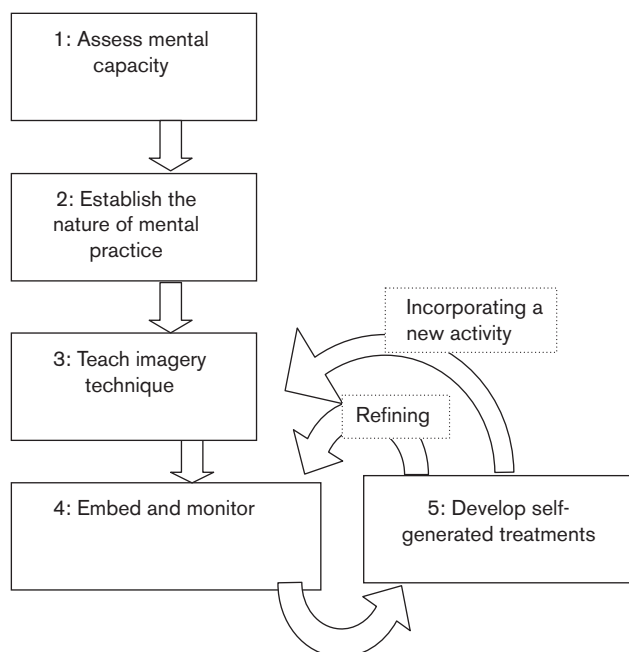 1: Assess mental
capacity
2: Establish the
nature of mental
practice
Incorporating a
new activity
3: Teach imagery
technique
Refining
4: Embed and monitor
5: Develop self-
generated treatments